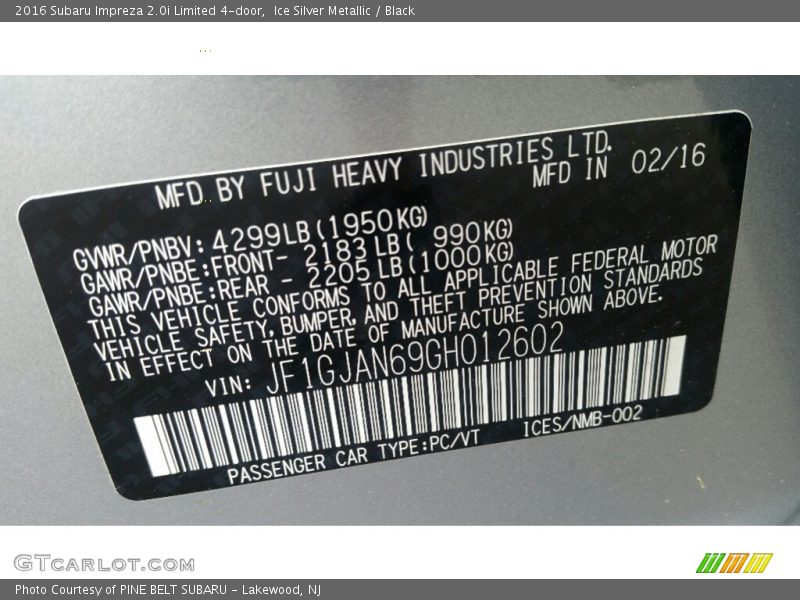 2016 Subaru Impreza 2.0i Limited 4-door,  Ice Silver Metallic / Black
MFD BY FUJI HEAVY INDUSTRIES LTD.
MFD IN 02/16
GVWR/PNBV: 4299LB(1950KG)
GAWR/PNBE:FRONT- 2183 LB( 990KG)
GAWR/PNBE:REAR - 2205 LB(1000KG)
THIS VEHICLE CONFORMS TO ALL APPLICABLE FEDERAL MOTOR
VEHICLE SAFETY, BUMPER, AND THEFT PREVENTION STANDARDS
IN EFFECT ON THE DATE OF MANUFACTURE SHOWN ABOVE.
VIN: JF1GJAN69GH012602
PASSENGER CAR TYPE:PC/VT ICES/NMB-002
GTcarlot.com
Photo Courtesy of PINE BELT SUBARU - Lakewood, NJ